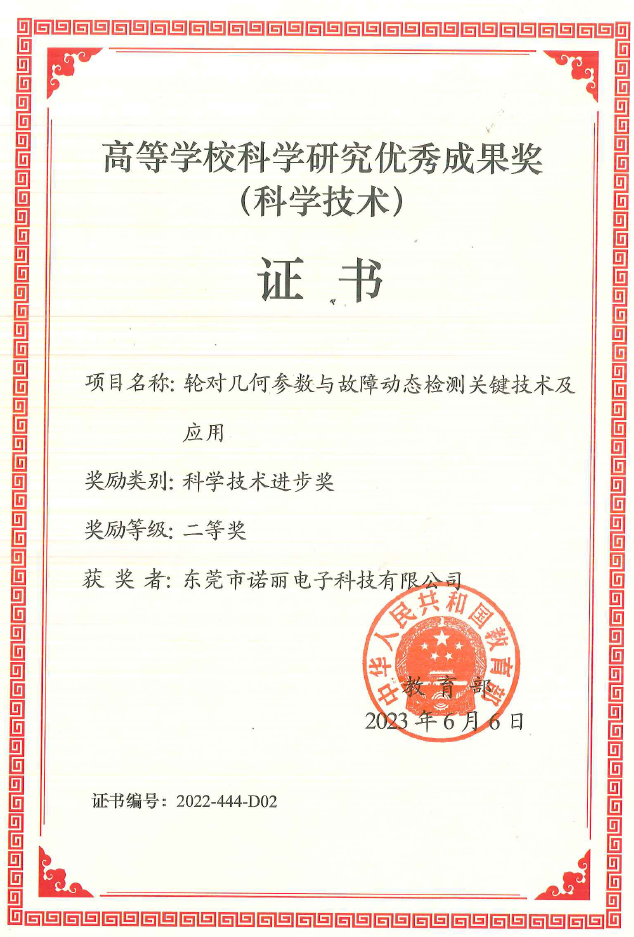 高等学校科学研究优秀成果奖
（科学技术）
证 书
项目名称: 轮对几何参数与故障动态检测关键技术及
应用
奖励类别: 科学技术进步奖
奖励等级: 二等奖
获 奖 者: 东莞市诺丽电子科技有限公司
中华人民共和国教育部
教 育 部
2023 年 6 月 6 日
证书编号: 2022-444-D02